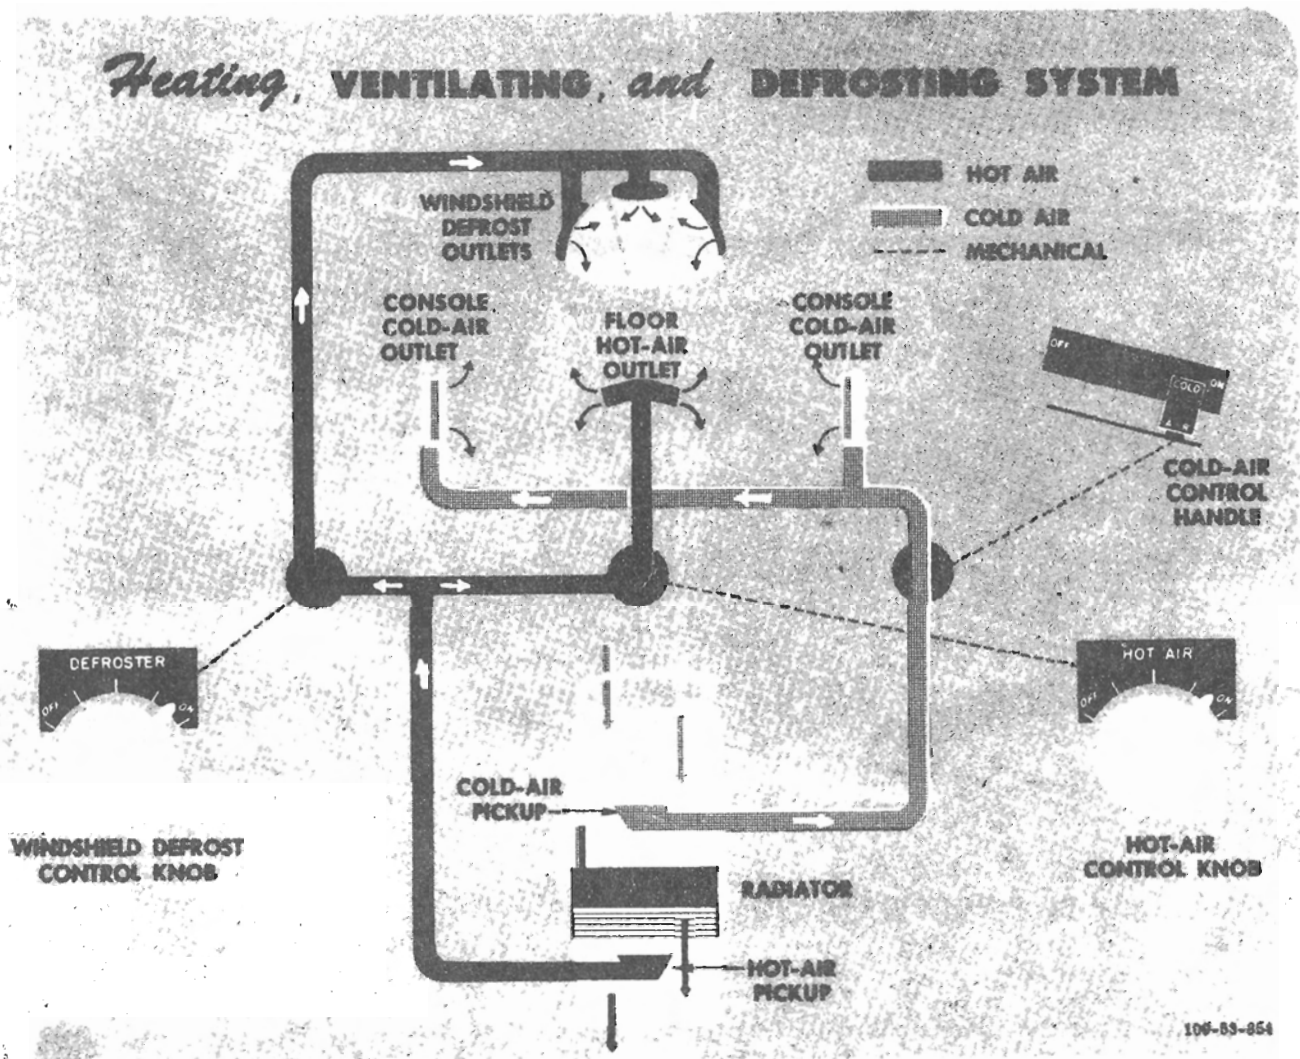 Heating, VENTILATING, and DEFROSTING SYSTEM
HOT AIR
COLD AIR
MECHANICAL
WINDSHIELD
DEFROST
OUTLETS
CONSOLE
COLD-AIR
OUTLET
FLOOR
HOT-AIR
OUTLET
CONSOLE
COLD-AIR
OUTLET
OFF
COLD
ON
COLD-AIR
CONTROL
HANDLE
DEFROSTER
OFF
ON
WINDSHIELD DEFROST
CONTROL KNOB
HOT AIR
OFF
ON
HOT-AIR
CONTROL KNOB
COLD-AIR
PICKUP
RADIATOR
HOT-AIR
PICKUP